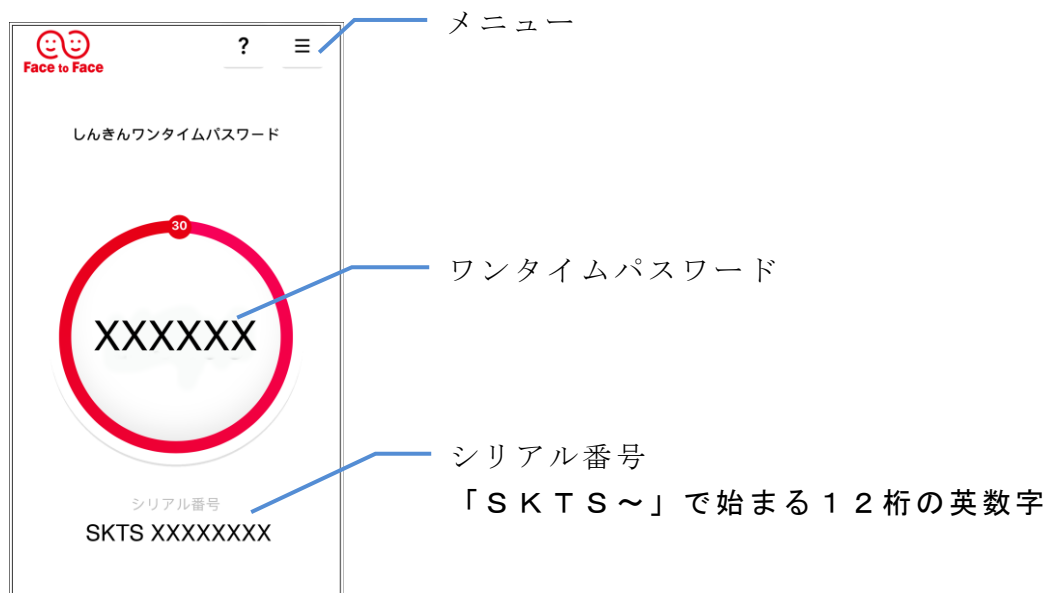 メニュー
Face to Face
?
しんきんワンタイムパスワード
30
ワンタイムパスワード
XXXXXX
シリアル番号
「SKTS~」で始まる12桁の英数字
シリアル番号
SKTS XXXXXXXX